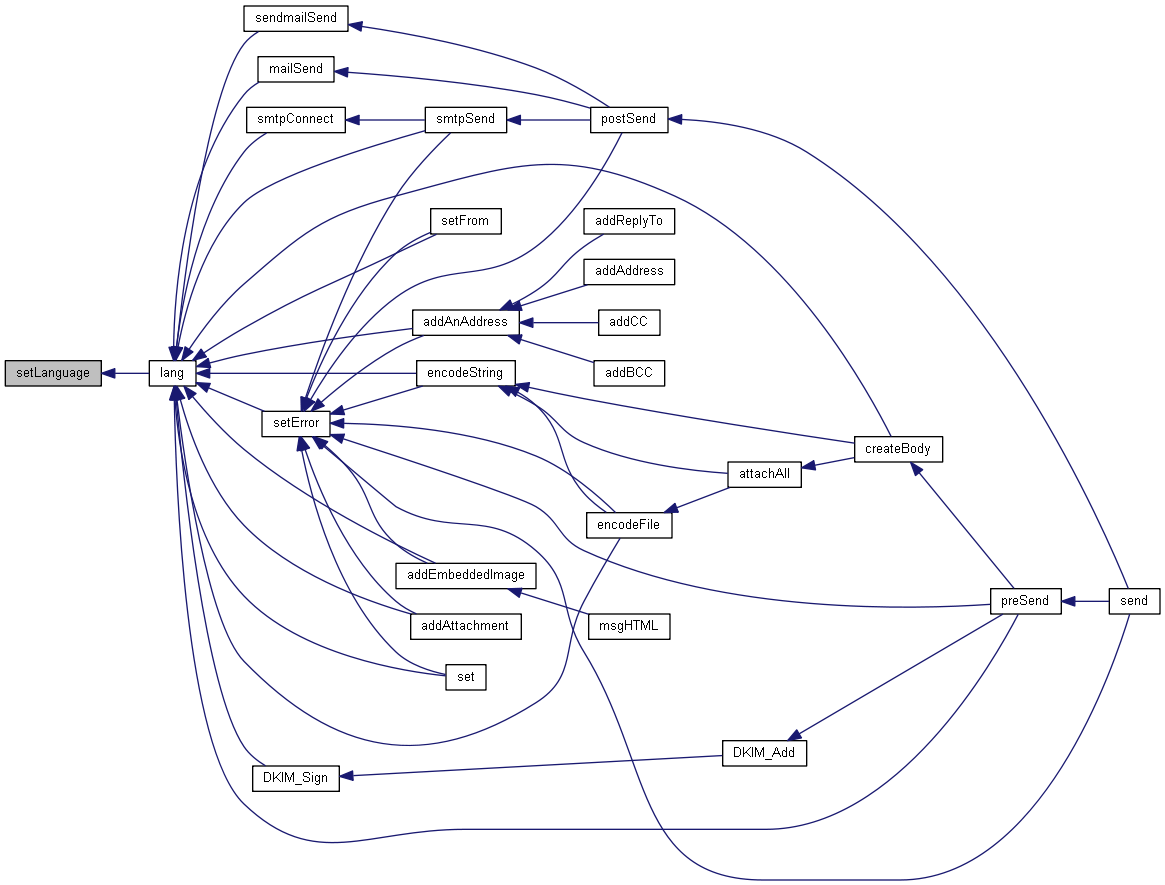 sendmailSend
mailSend
smtpConnect
smtpSend
postSend
setFrom
addReplyTo
addAddress
addAnAddress
addCC
setLanguage
lang
encodeString
addBCC
setError
createBody
attachAll
encodeFile
addEmbeddedImage
preSend
send
addAttachment
msgHTML
set
DKIM_Add
DKIM_Sign